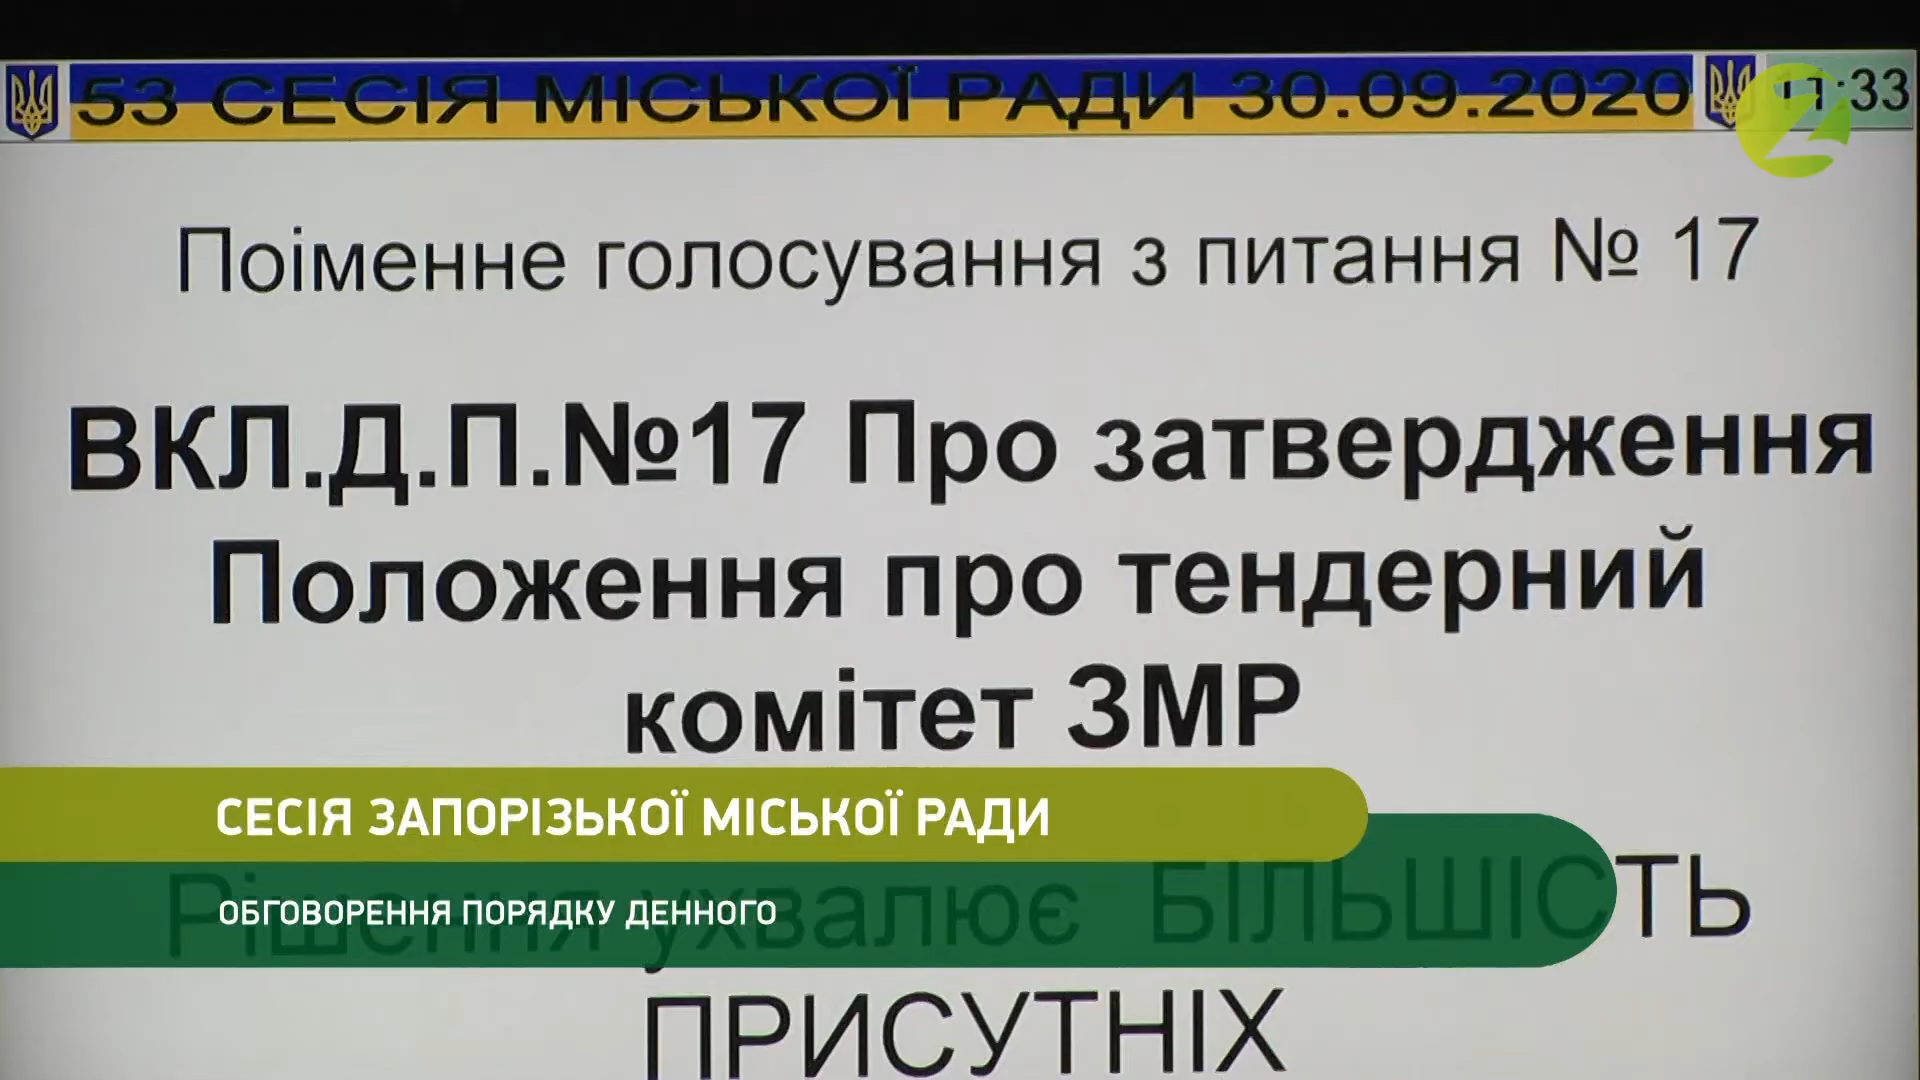 53 СЕСІЯ МІСЬКОЇ РАДИ 30.09.2020 11:33
Поіменне голосування з питання № 17
ВКЛ.Д.П.№17 Про затвердження
Положення про тендерний
комітет ЗМР
СЕСІЯ ЗАПОРІЗЬКОЇ МІСЬКОЇ РАДИ
ОБГОВОРЕННЯ ПОРЯДКУ ДЕННОГО
Рішення ухвалює БІЛЬШІСТЬ
ПРИСУТНІХ